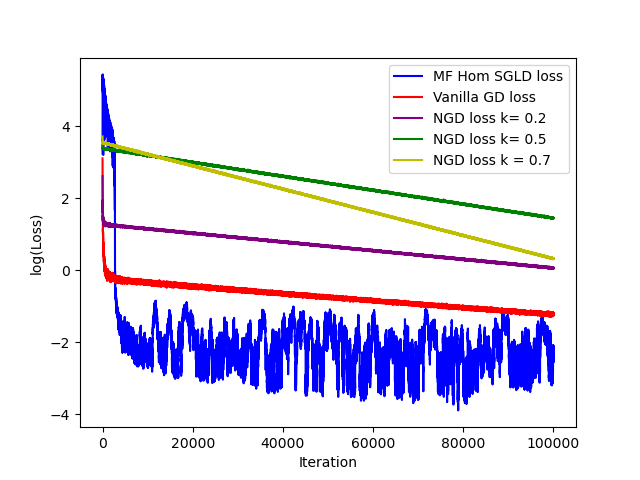 MF Hom SGLD loss
Vanilla GD loss
NGD loss k= 0.2
NGD loss k= 0.5
NGD loss k = 0.7
log(Loss)
4
2
0
−2
−4
0 20000 40000 60000 80000 100000
Iteration